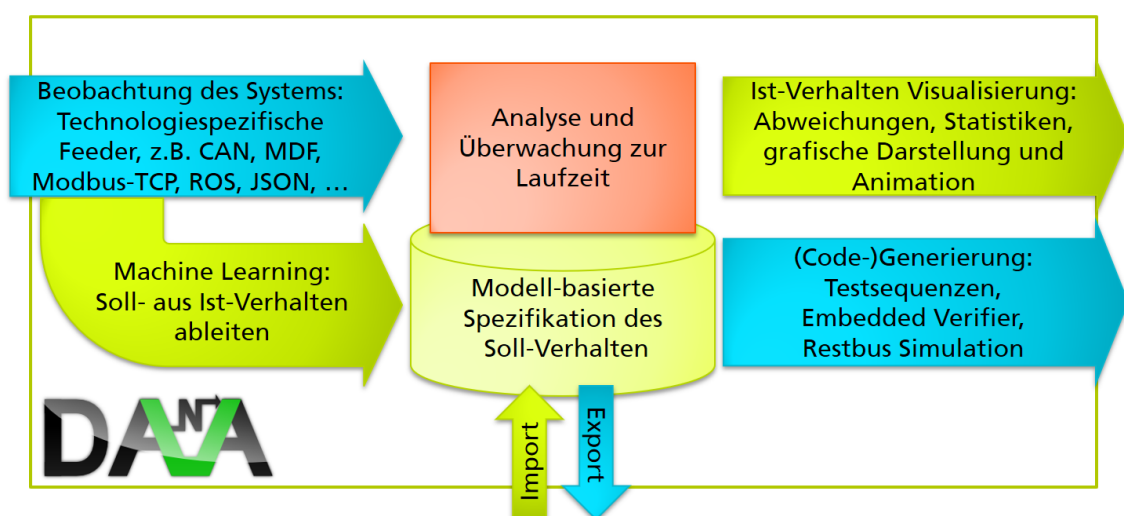 Beobachtung des Systems:
Technologiespezifische
Feeder, z.B. CAN, MDF,
Modbus-TCP, ROS, JSON, …
Analyse und
Überwachung zur
Laufzeit
Ist-Verhalten Visualisierung:
Abweichungen, Statistiken,
grafische Darstellung und
Animation
Machine Learning:
Soll- aus Ist-Verhalten
ableiten
Modell-basierte
Spezifikation des
Soll-Verhalten
(Code-)Generierung:
Testsequenzen,
Embedded Verifier,
Restbus Simulation
DANA
Import
Export